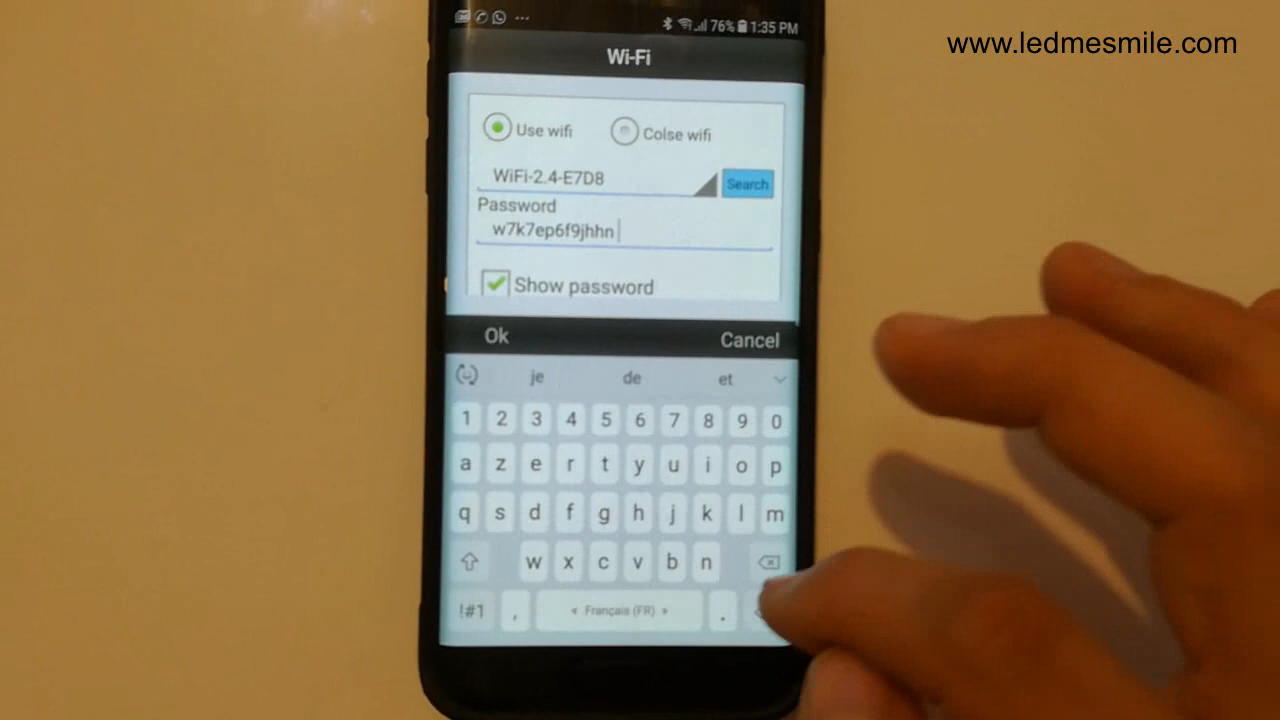 76% 1:35 PM
www.ledmesmile.com
Wi-Fi
Use wifi Colse wifi
WiFi-2.4-E7D8
Search
Password
w7k7ep6f9jhhn
Show password
Ok Cancel
je de et
1 2 3 4 5 6 7 8 9 0
a z e r t y u i o p
q s d f g h j k l m
w x c v b n
!#1 , Français (FR) .